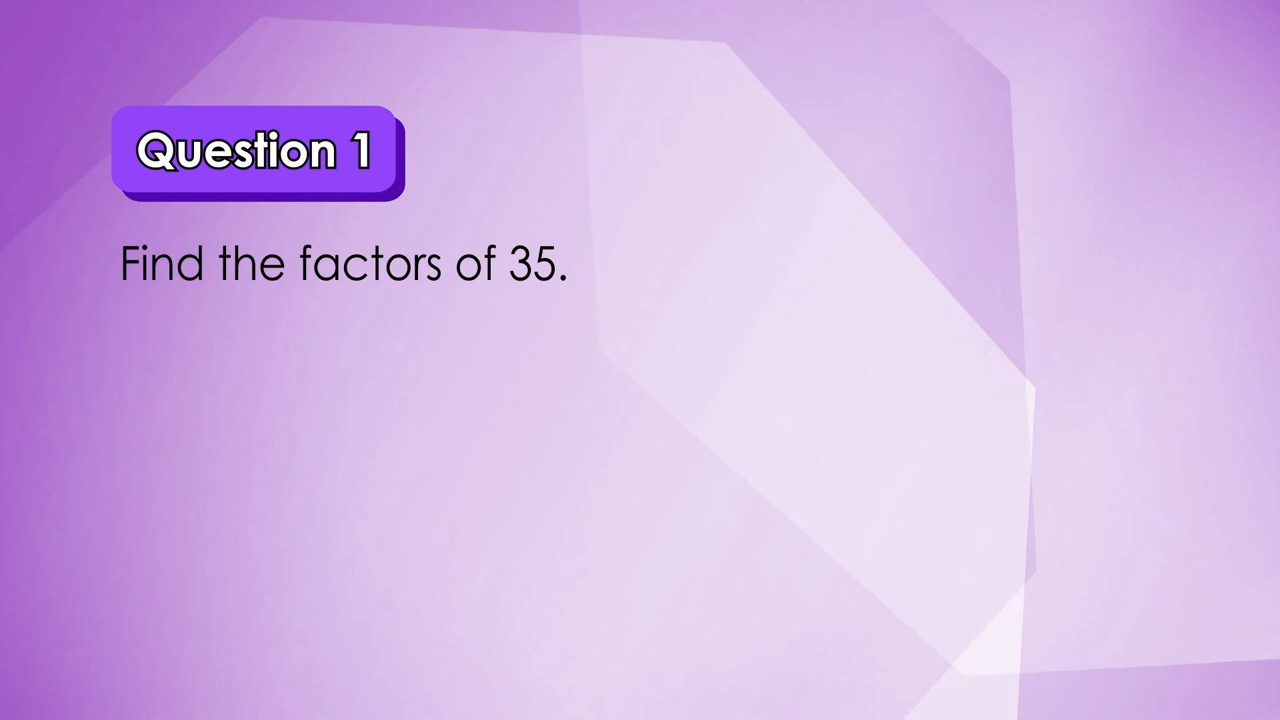 Question 1
Find the factors of 35.